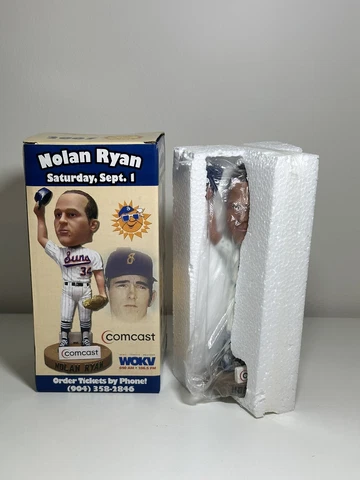 Nolan Ryan
Saturday, Sept. 1
Suns
34
S
comcast
comcast
NOLAN RYAN
WOKV
Order Tickets by Phone!
(904) 358-2846